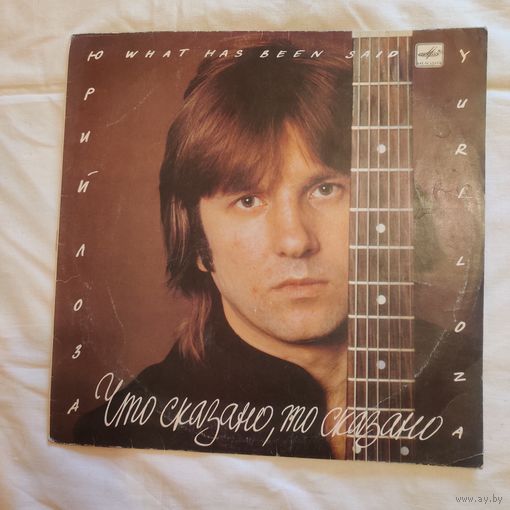 WHAT HAS BEEN SAID
ЮРИЙ ЛОЗА
YURI LOZA
Что сказано, то сказано
www.ay.by